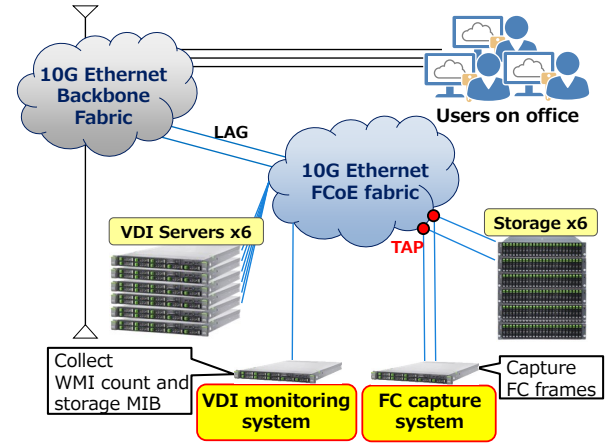 10G Ethernet
Backbone
Fabric
Users on office
LAG
10G Ethernet
FCoE fabric
VDI Servers x6
Storage x6
TAP
Collect
WMI count and
storage MIB
VDI monitoring
system
FC capture
system
Capture
FC frames